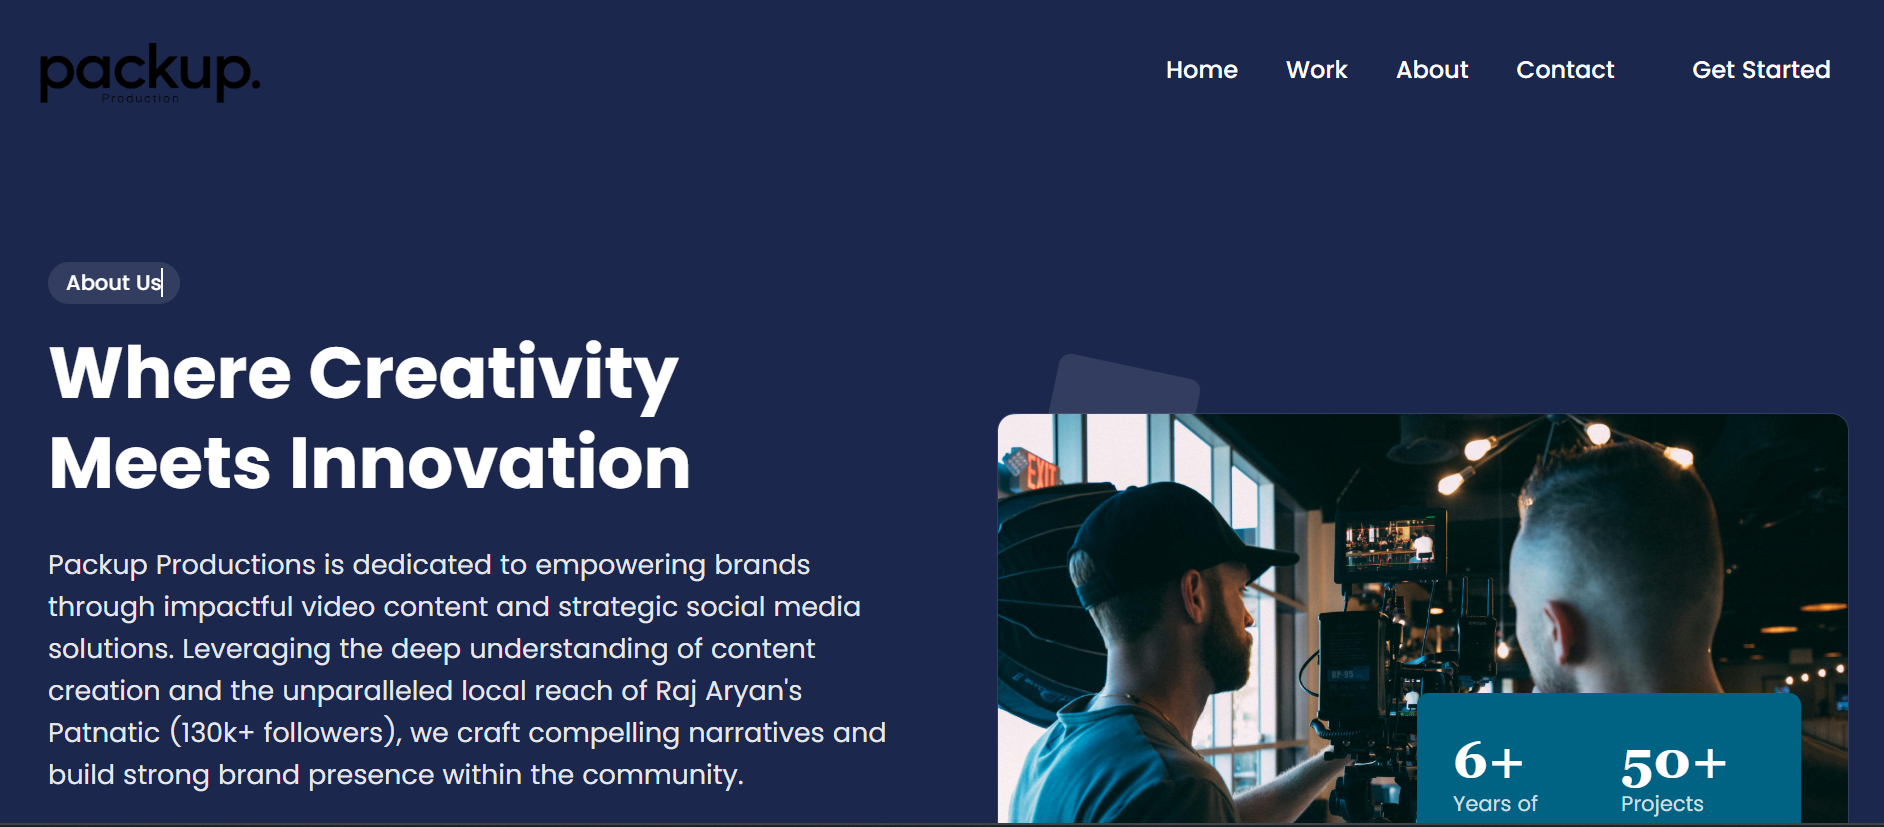 packup.
Production
Home Work About Contact Get Started
About Us
Where Creativity
Meets Innovation
Packup Productions is dedicated to empowering brands
through impactful video content and strategic social media
solutions. Leveraging the deep understanding of content
creation and the unparalleled local reach of Raj Aryan's
Patnatic (130k+ followers), we craft compelling narratives and
build strong brand presence within the community.
EXIT
BP-95
6+ 50+
Years of Projects